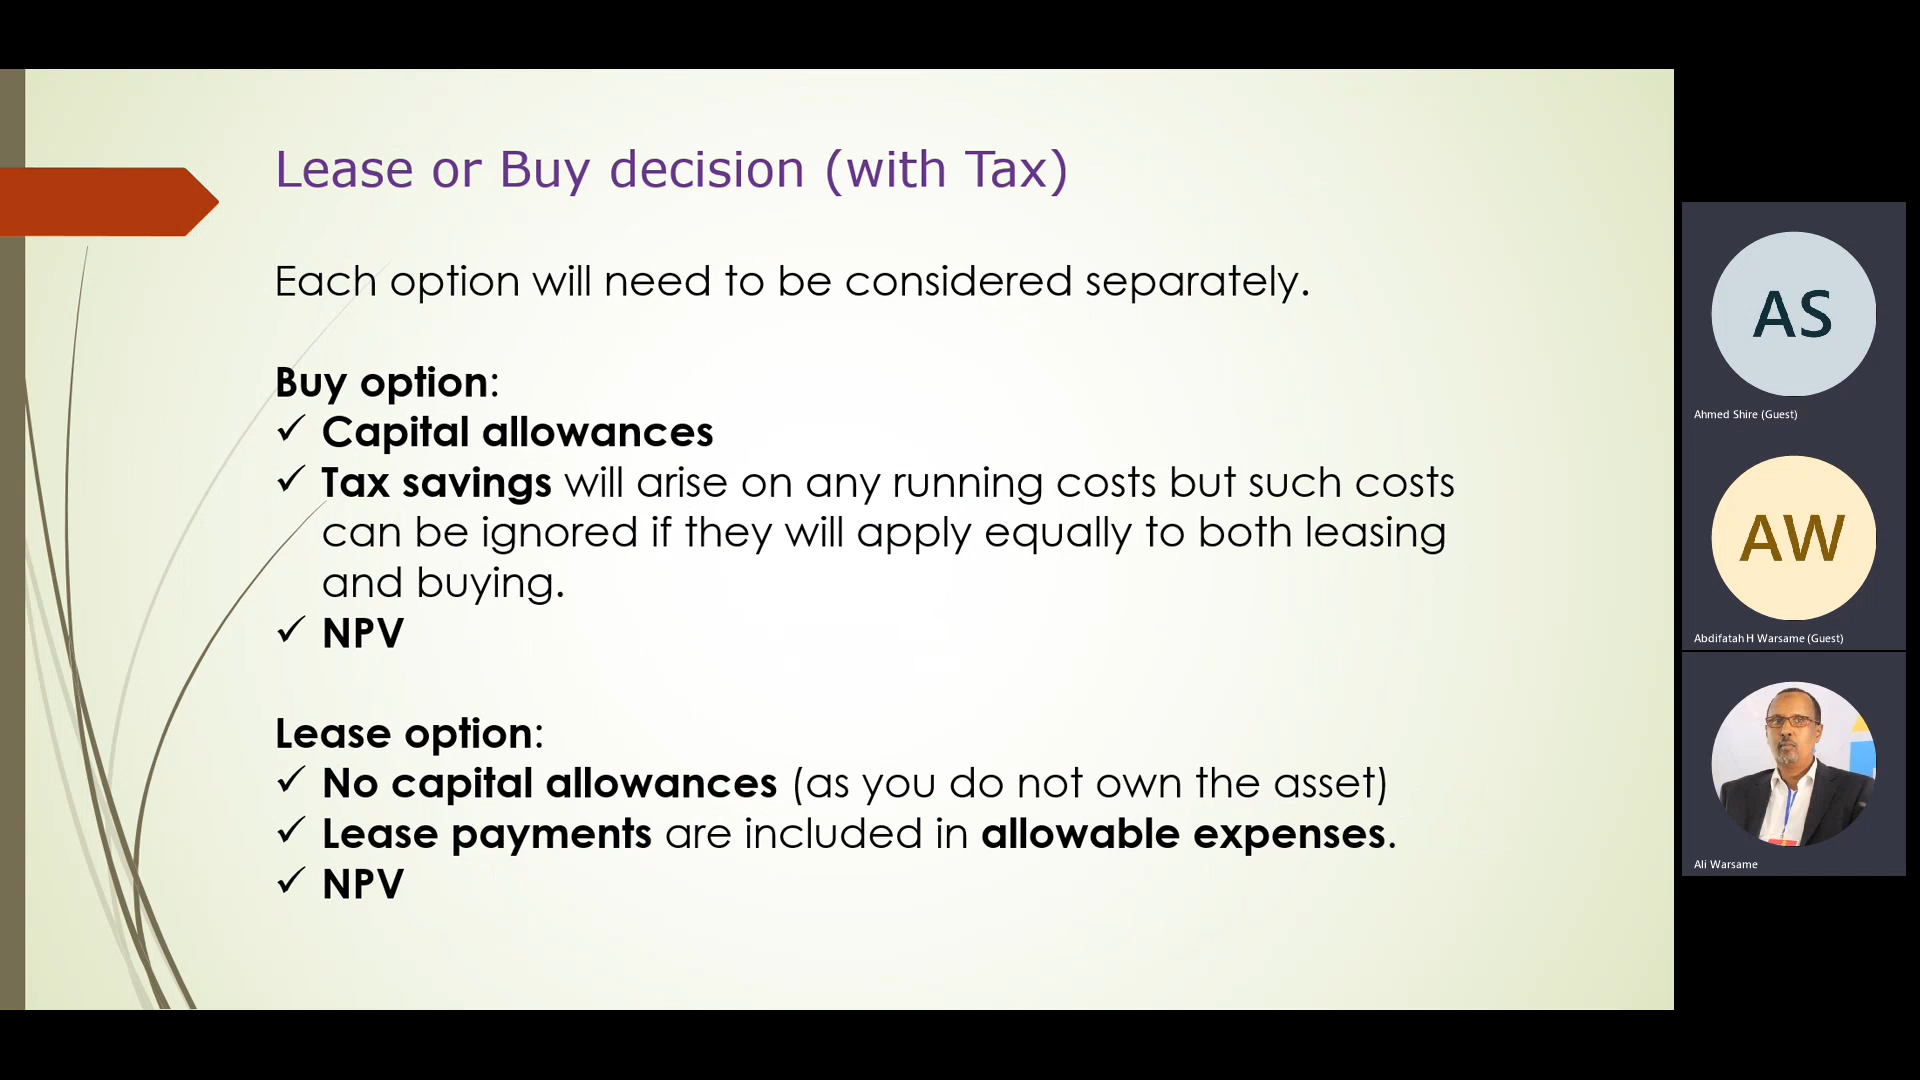 Lease or Buy decision (with Tax)
Each option will need to be considered separately.
Buy option:
✓ Capital allowances
✓ Tax savings will arise on any running costs but such costs
can be ignored if they will apply equally to both leasing
and buying.
✓ NPV
Lease option:
✓ No capital allowances (as you do not own the asset)
✓ Lease payments are included in allowable expenses.
✓ NPV
AS
Ahmed Shire (Guest)
AW
Abdifatah H Warsame (Guest)
Ali Warsame